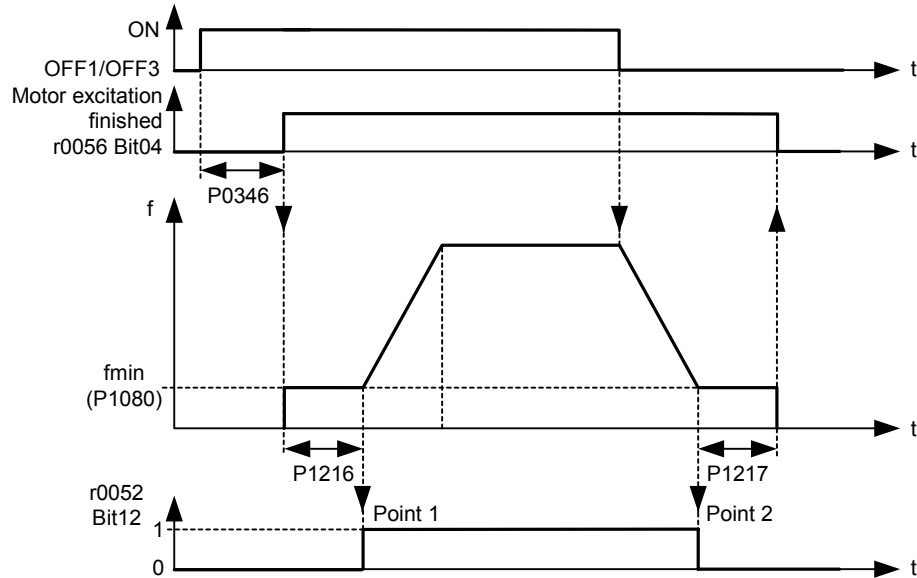 ON
OFF1/OFF3
t
Motor excitation
finished
r0056 Bit04
t
P0346
f
fmin
(P1080)
t
P1216
P1217
r0052
Bit12
1
Point 1
Point 2
0
t